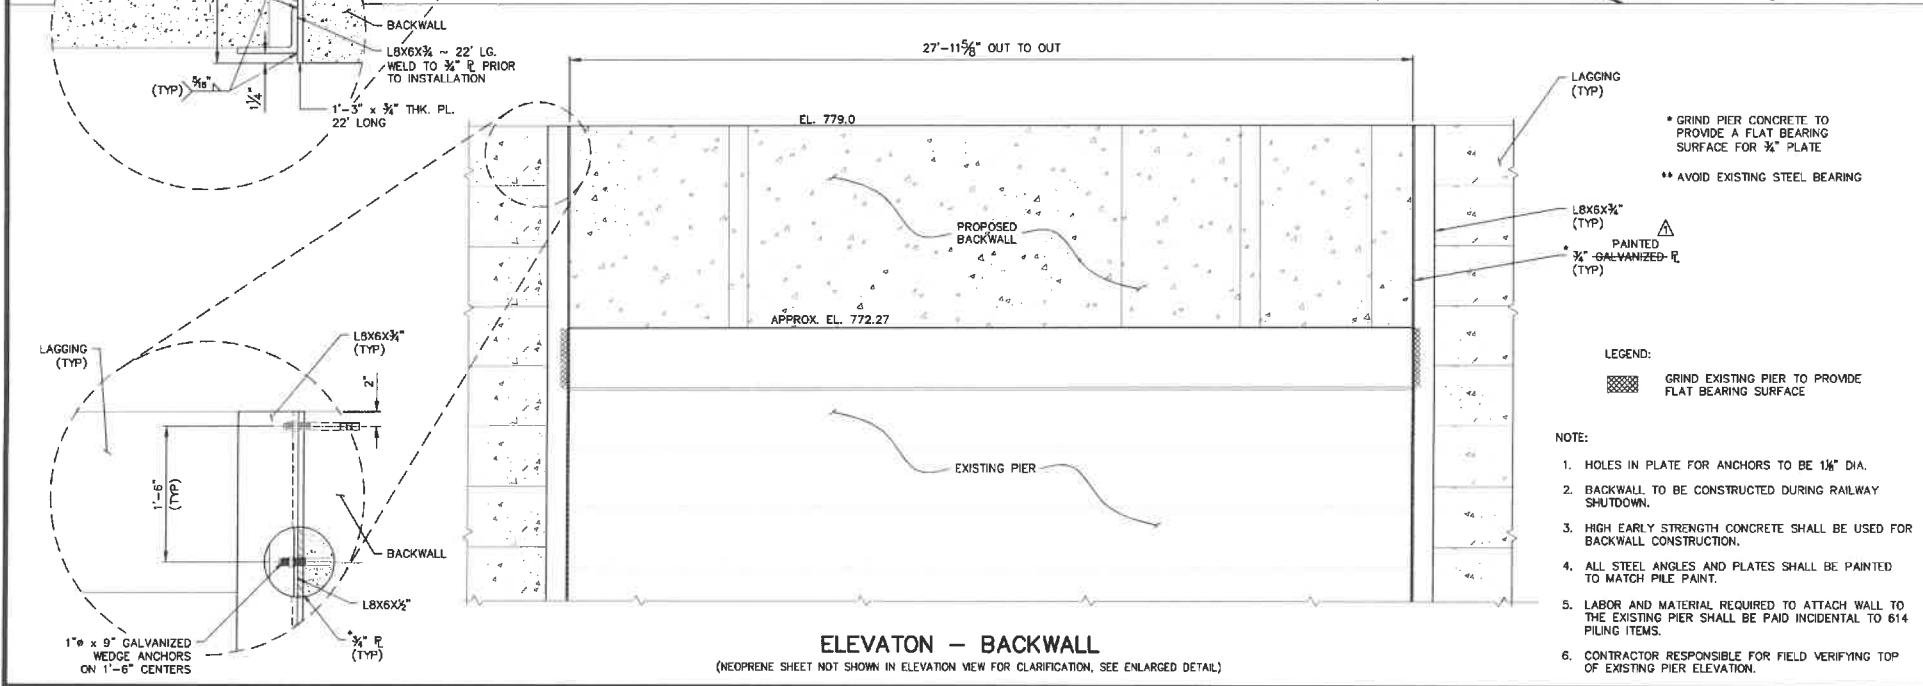 BACKWALL
L8X6X¾ ~ 22' LG.
WELD TO ¾" ℄ PRIOR
TO INSTALLATION
(TYP)
5/16"
1¼"
1'-3" x ¾" THK. PL.
22' LONG
27'-11⅝" OUT TO OUT
EL. 779.0
LAGGING
(TYP)
* GRIND PIER CONCRETE TO
PROVIDE A FLAT BEARING
SURFACE FOR ¾" PLATE
** AVOID EXISTING STEEL BEARING
L8X6X¾"
(TYP)
1
PAINTED
* ¾" GALVANIZED ℄
(TYP)
PROPOSED
BACKWALL
APPROX. EL. 772.27
LAGGING
(TYP)
L8X6X¾"
(TYP)
2"
1'-6"
(TYP)
BACKWALL
L8X6X½"
* ¾" ℄
(TYP)
1"ø x 9" GALVANIZED
WEDGE ANCHORS
ON 1'-6" CENTERS
EXISTING PIER
LEGEND:
GRIND EXISTING PIER TO PROVIDE
FLAT BEARING SURFACE
NOTE:
1. HOLES IN PLATE FOR ANCHORS TO BE DIA.
2. BACKWALL TO BE CONSTRUCTED DURING RAILWAY
SHUTDOWN.
3. HIGH EARLY STRENGTH CONCRETE SHALL BE USED FOR
BACKWALL CONSTRUCTION.
4. ALL STEEL ANGLES AND PLATES SHALL BE PAINTED
TO MATCH PILE PAINT.
5. LABOR AND MATERIAL REQUIRED TO ATTACH WALL TO
THE EXISTING PIER SHALL BE PAID INCIDENTAL TO 614
PILING ITEMS.
6. CONTRACTOR RESPONSIBLE FOR FIELD VERIFYING TOP
OF EXISTING PIER ELEVATION.
ELEVATON – BACKWALL
(NEOPRENE SHEET NOT SHOWN IN ELEVATION VIEW FOR CLARIFICATION, SEE ENLARGED DETAIL)